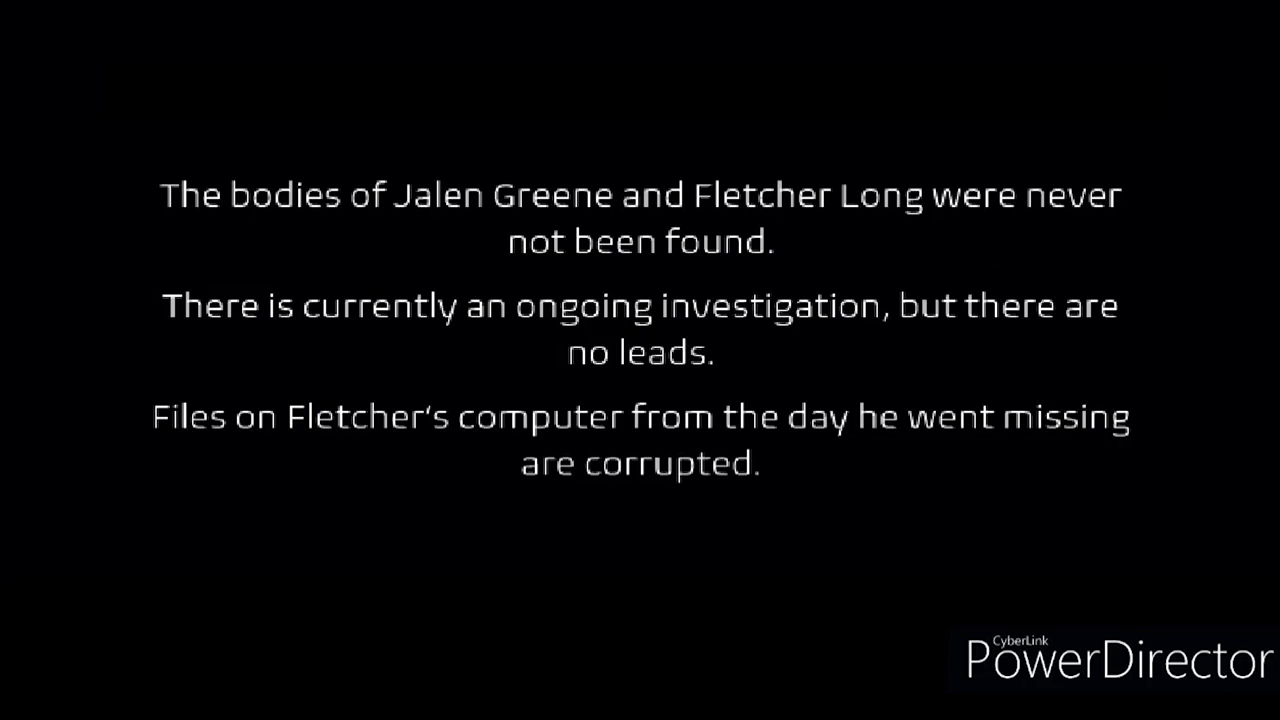 The bodies of Jalen Greene and Fletcher Long were never
not been found.
There is currently an ongoing investigation, but there are
no leads.
Files on Fletcher's computer from the day he went missing
are corrupted.
CyberLink
PowerDirector